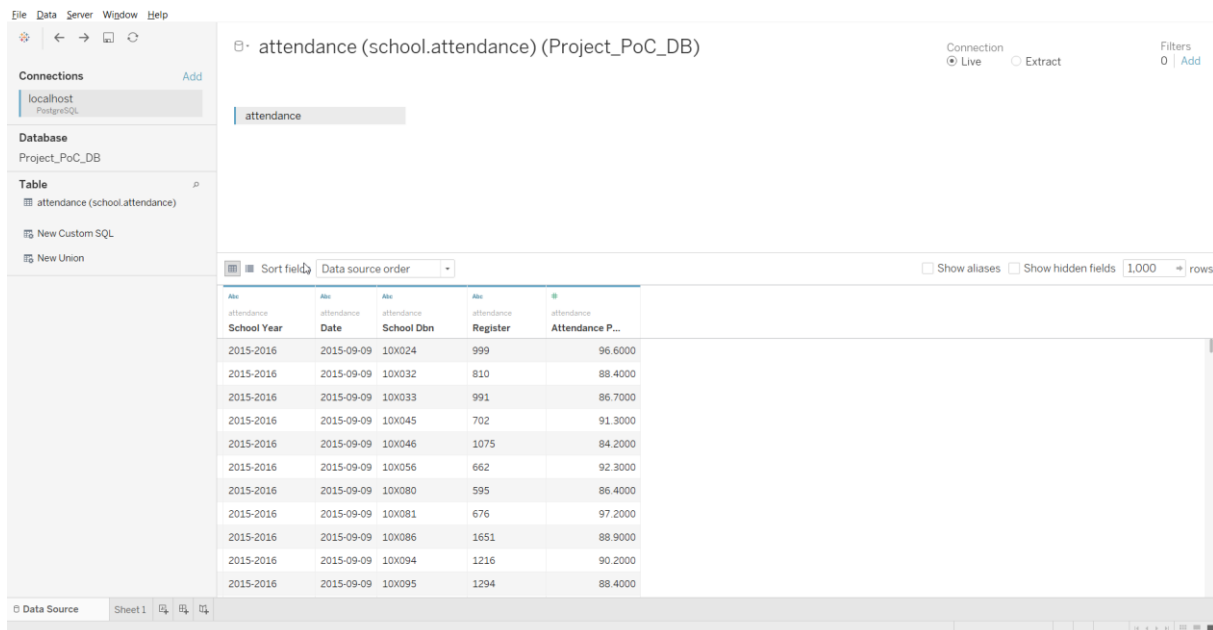 File Data Server Window Help
attendance (school.attendance) (Project_PoC_DB)
Connection
Live Extract
Filters
0 Add
Connections Add
localhost
PostgreSQL
attendance
Database
Project_PoC_DB
Table
attendance (school.attendance)
New Custom SQL
New Union
Sort fields Data source order Show aliases Show hidden fields 1,000 rows
Abc Abc Abc Abc
attendance attendance attendance attendance attendance
School Year Date School Dbn Register Attendance P...
2015-2016 2015-09-09 10X024 999 96.6000
2015-2016 2015-09-09 10X032 810 88.4000
2015-2016 2015-09-09 10X033 991 86.7000
2015-2016 2015-09-09 10X045 702 91.3000
2015-2016 2015-09-09 10X046 1075 84.2000
2015-2016 2015-09-09 10X056 662 92.3000
2015-2016 2015-09-09 10X080 595 86.4000
2015-2016 2015-09-09 10X081 676 97.2000
2015-2016 2015-09-09 10X086 1651 88.9000
2015-2016 2015-09-09 10X094 1216 90.2000
2015-2016 2015-09-09 10X095 1294 88.4000
Data Source Sheet 1